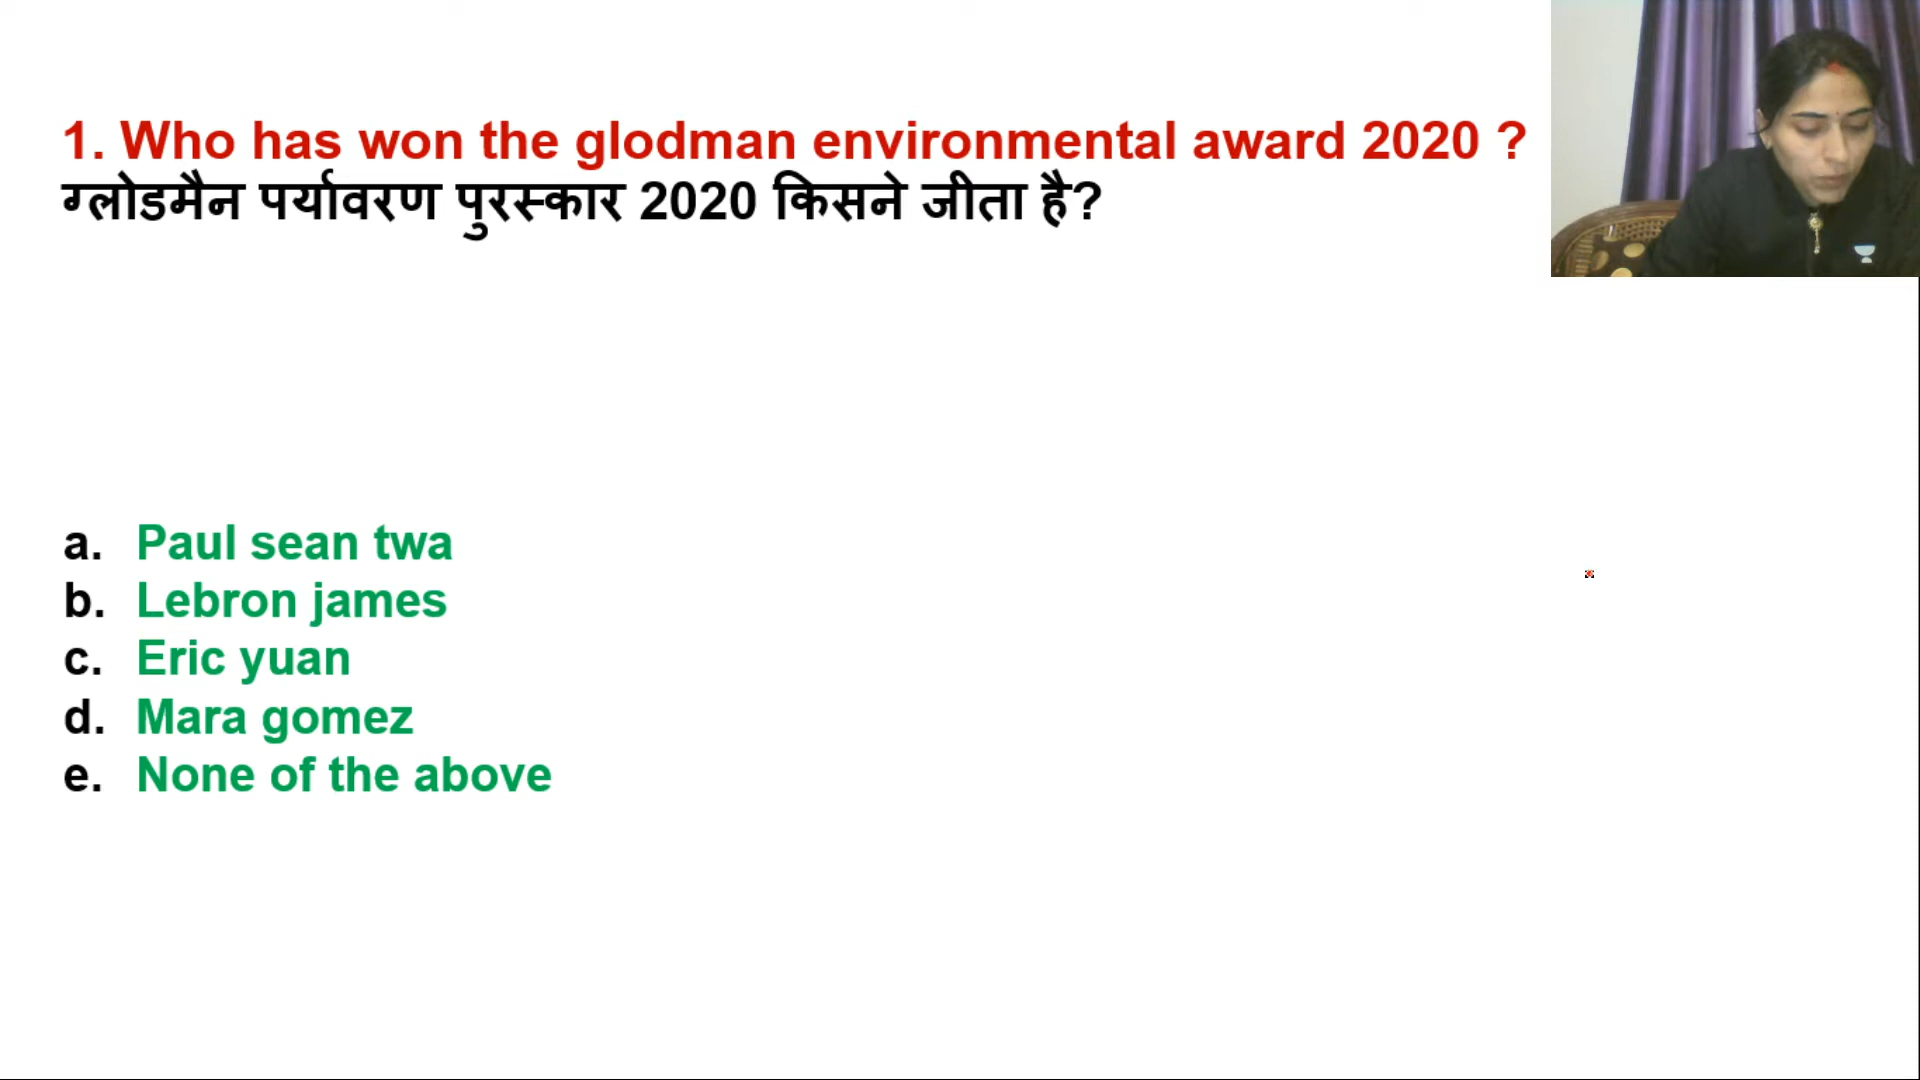 1. Who has won the glodman environmental award 2020 ?
ग्लोडमैन पर्यावरण पुरस्कार 2020 किसने जीता है?
a. Paul sean twa
b. Lebron james
c. Eric yuan
d. Mara gomez
e. None of the above